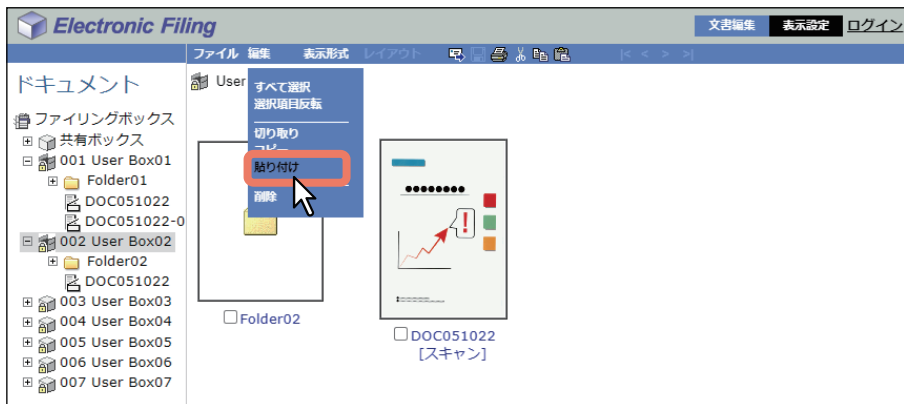 Electronic Filing
文書編集 表示設定 ログイン
ファイル 編集 表示形式 レイアウト |< < > >|
ドキュメント
ファイリングボックス
共有ボックス
001 User Box01
Folder01
DOC051022
DOC051022-0
002 User Box02
Folder02
DOC051022
003 User Box03
004 User Box04
005 User Box05
006 User Box06
007 User Box07
User
すべて選択
選択項目反転
切り取り
コピー
貼り付け
削除
Folder02
!
DOC051022
[スキャン]